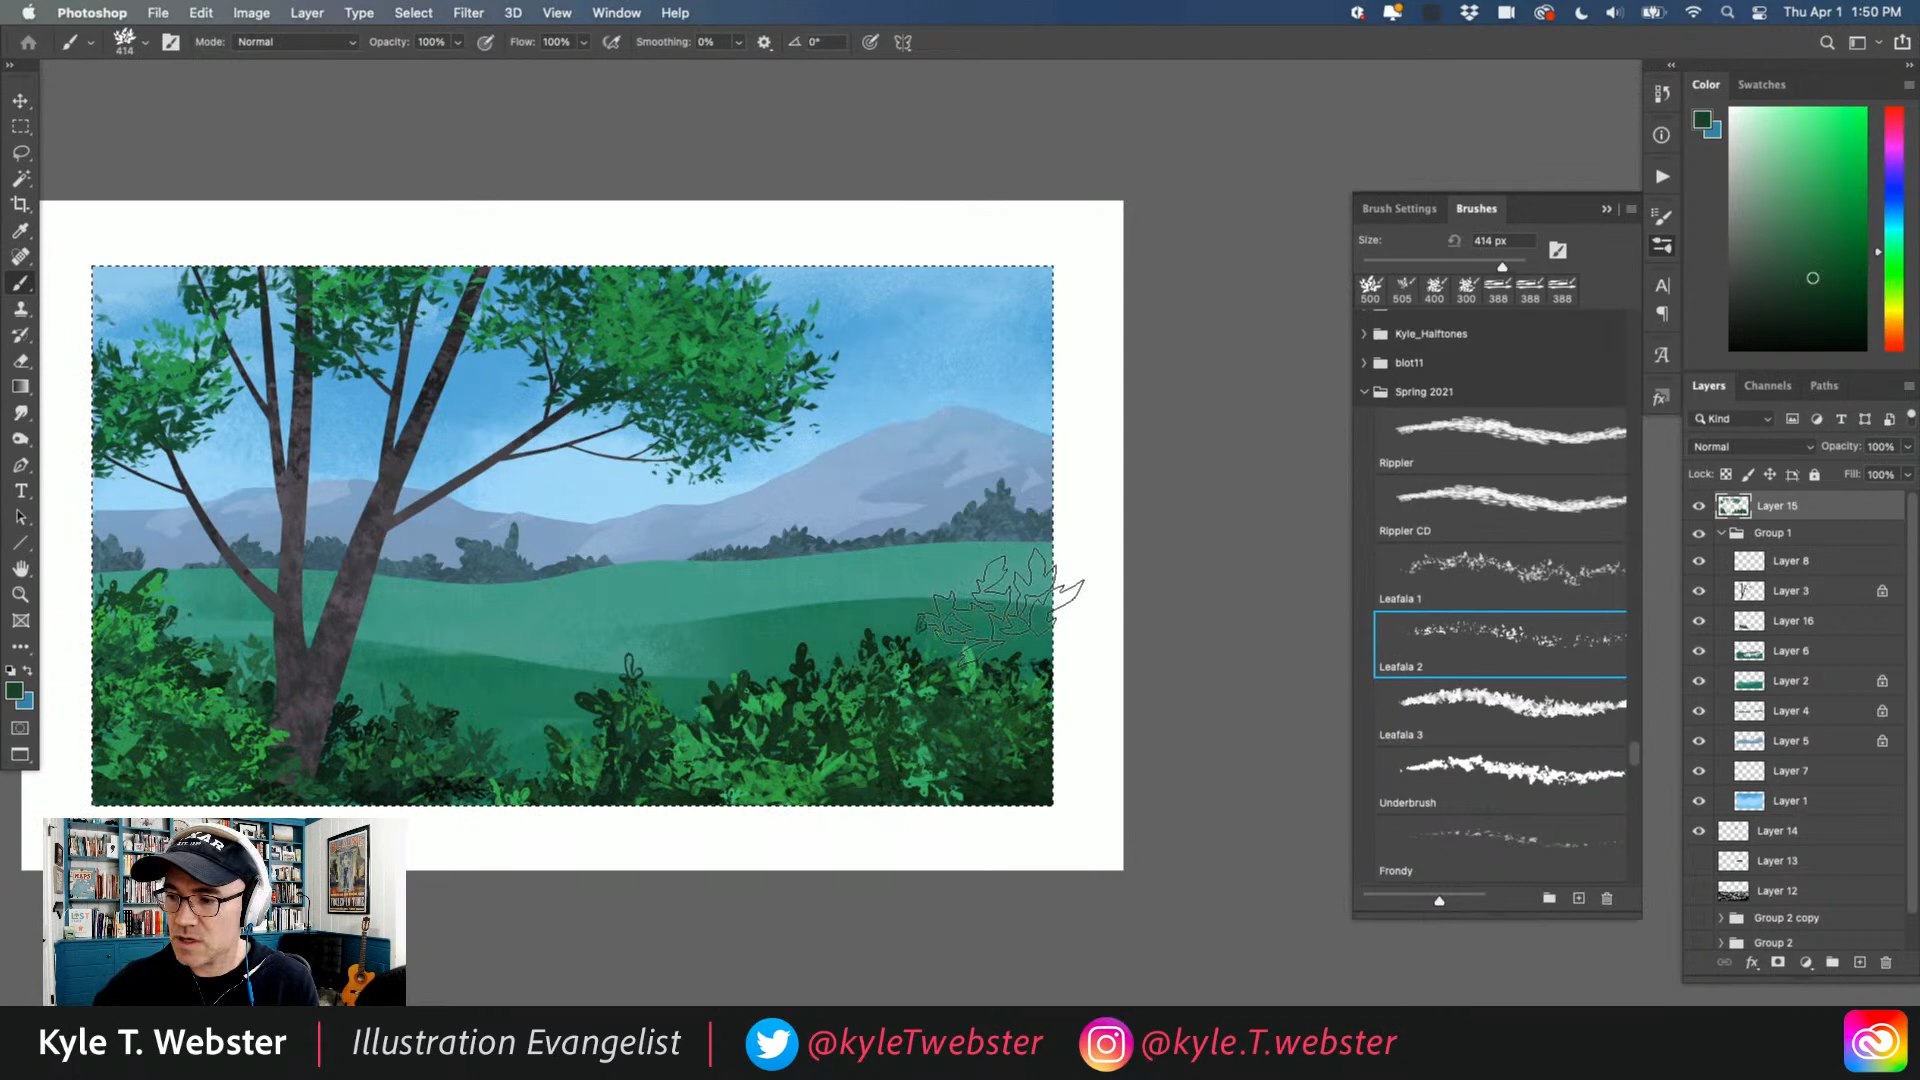 Photoshop File Edit Image Layer Type Select Filter 3D View Window Help Thu Apr 1 1:50 PM
414 Mode: Normal Opacity: 100% Flow: 100% Smoothing: 0% 0°
Color Swatches
Brush Settings Brushes
Size: 414 px
500 505 400 300 388 388 388
Kyle_Halftones
blot11
Spring 2021
Rippler
Rippler CD
Leafala 1
Leafala 2
Leafala 3
Underbrush
Frondy
Layers Channels Paths
Kind
Normal Opacity: 100%
Lock: Fill: 100%
Layer 15
Group 1
Layer 8
Layer 3
Layer 16
Layer 6
Layer 2
Layer 4
Layer 5
Layer 7
Layer 1
Layer 14
Layer 13
Layer 12
Group 2 copy
Group 2
Kyle T. Webster | Illustration Evangelist | @kyleTwebster @kyle.T.webster